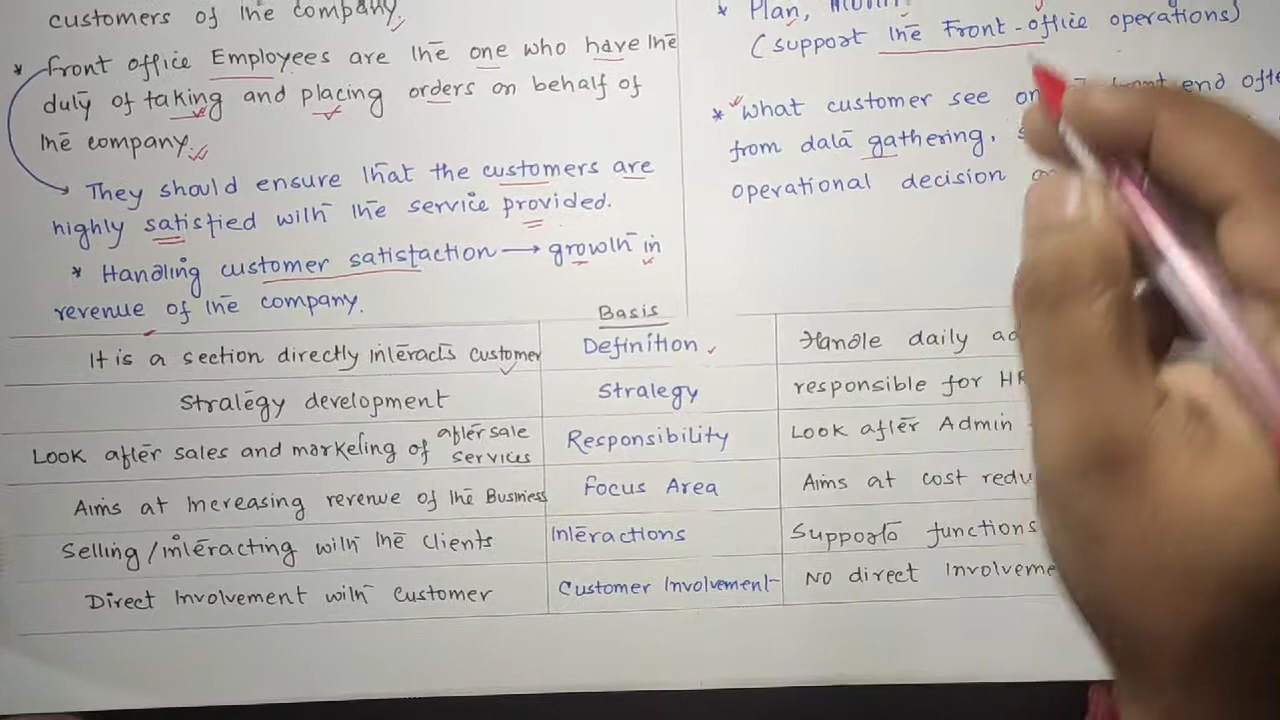 customers of the company.
* Front office Employees are the one who have the
duty of taking and placing orders on behalf of
the company.
They should ensure that the customers are
highly satisfied with the service provided.
* Handling customer satisfaction → growth in
revenue of the company.
* Plan,
(support the Front-office operations)
* What customer see on front end
from data gathering,
operational decision
Basis
It is a section directly interacts customer Definition Handle daily
Strategy development Strategy responsible for HR
Look after sales and marketing of after sale services Responsibility Look after Admin
Aims at Increasing revenue of the Business Focus Area Aims at cost
Selling/interacting with the clients Interactions Supports functions
Direct Involvement with Customer Customer Involvement No direct